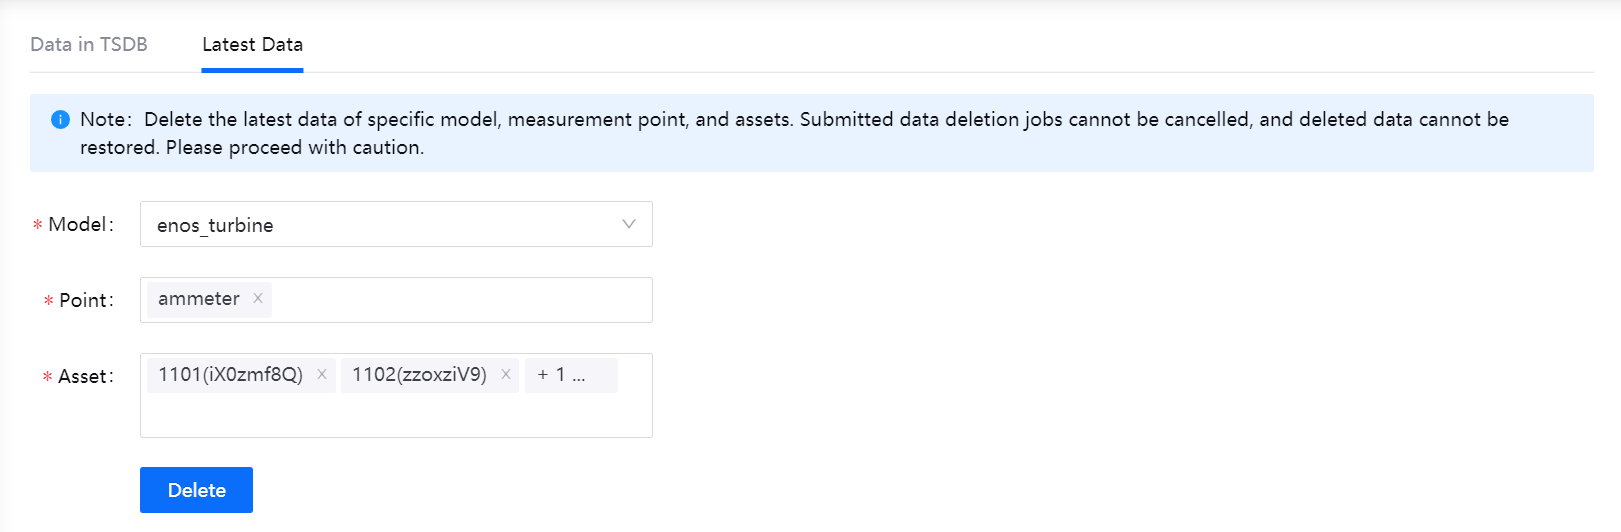 Data in TSDB Latest Data
Note: Delete the latest data of specific model, measurement point, and assets. Submitted data deletion jobs cannot be cancelled, and deleted data cannot be
restored. Please proceed with caution.
* Model: enos_turbine
* Point: ammeter ×
* Asset: 1101(iX0zmf8Q) × 1102(zzoxziV9) × + 1 ...
Delete